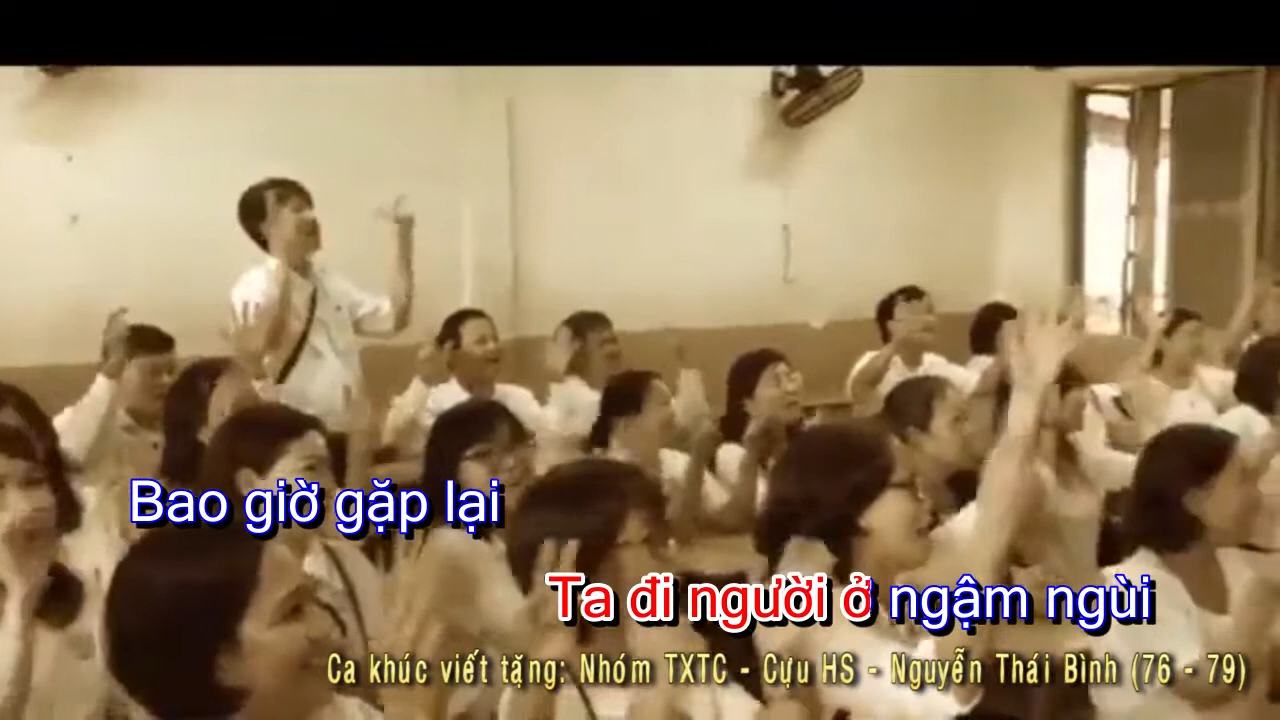 Bao giờ gặp lại
Ta đi người ở ngậm ngùi
Ca khúc viết tặng: Nhóm TXTC - Cựu HS - Nguyễn Thái Bình (76 - 79)